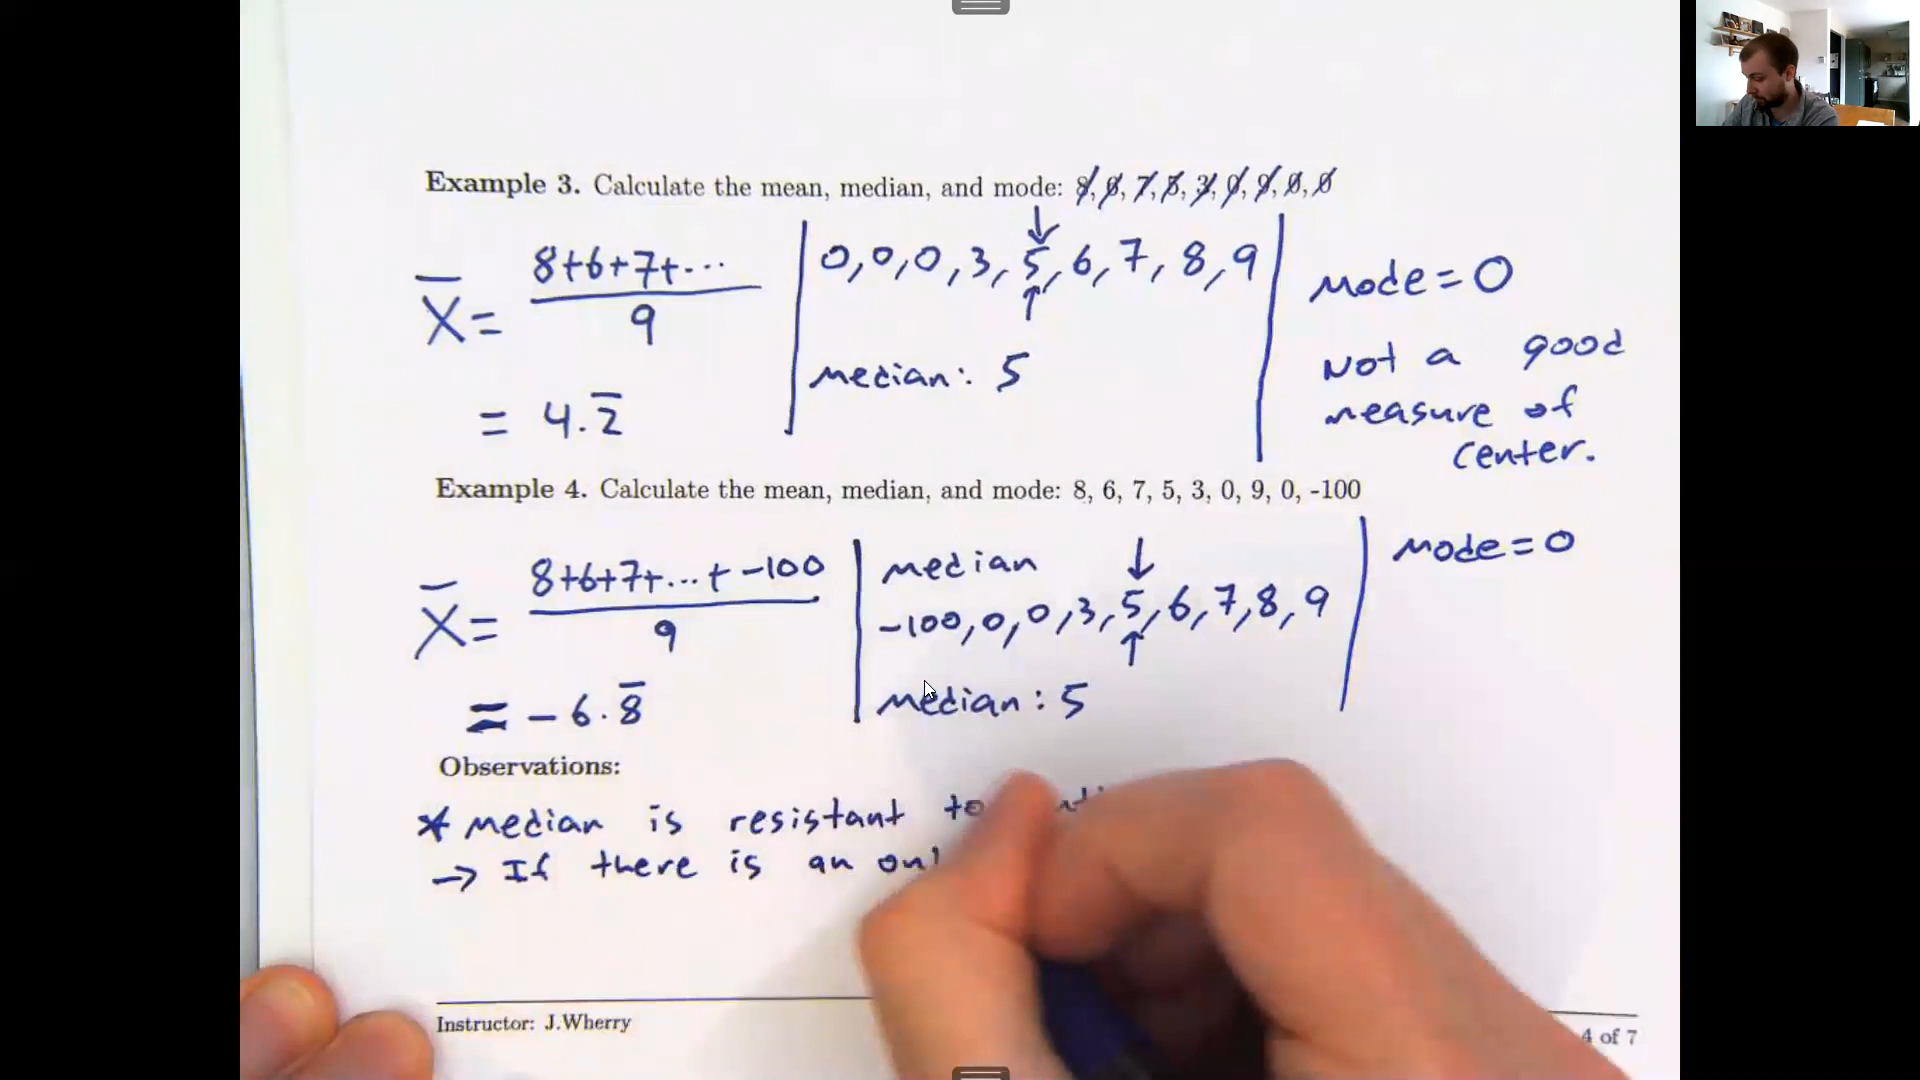 Example 3. Calculate the mean, median, and mode: 8, 6, 7, 5, 3, 0, 9, 0, 0
X̅ = 8+6+7+...
9
= 4.2̅
0, 0, 0, 3, 5, 6, 7, 8, 9
median: 5
mode = 0
Not a good
measure of
center.
Example 4. Calculate the mean, median, and mode: 8, 6, 7, 5, 3, 0, 9, 0, -100
X̅ = 8+6+7+...+ -100
9
= -6.8̅
median
-100, 0, 0, 3, 5, 6, 7, 8, 9
median: 5
mode = 0
Observations:
* median is resistant to
→ If there is an
Instructor: J.Wherry
4 of 7